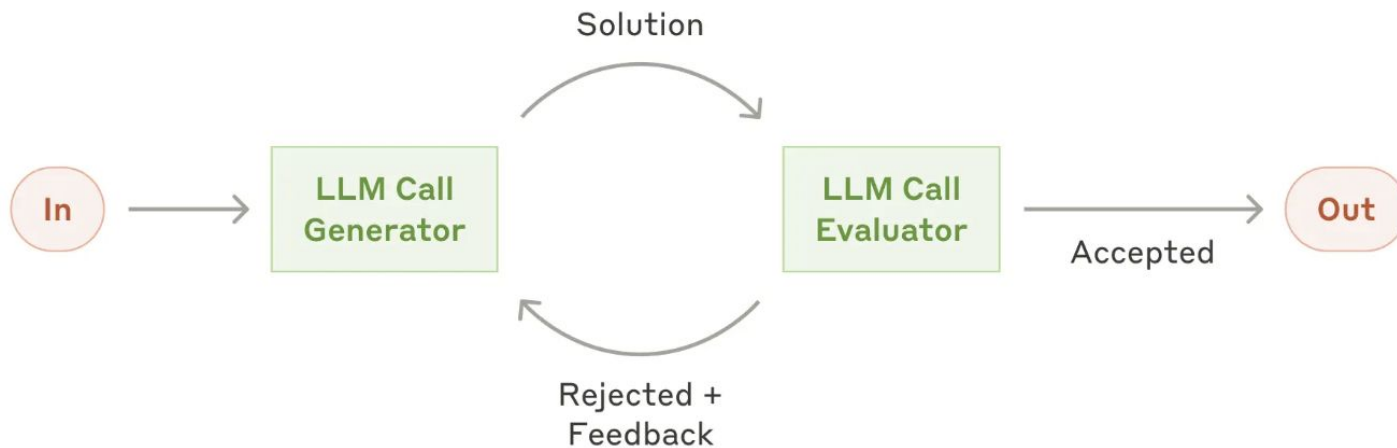 Solution
In
LLM Call
Generator
LLM Call
Evaluator
Accepted
Out
Rejected +
Feedback